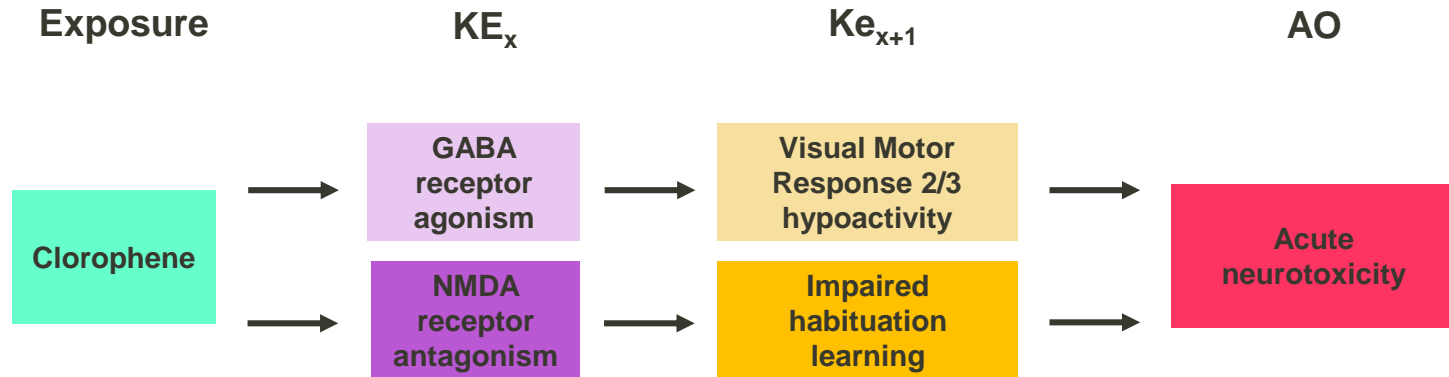 Exposure
KEx
Kex+1
AO
Clorophene
GABA
receptor
agonism
NMDA
receptor
antagonism
Visual Motor
Response 2/3
hypoactivity
Impaired
habituation
learning
Acute
neurotoxicity